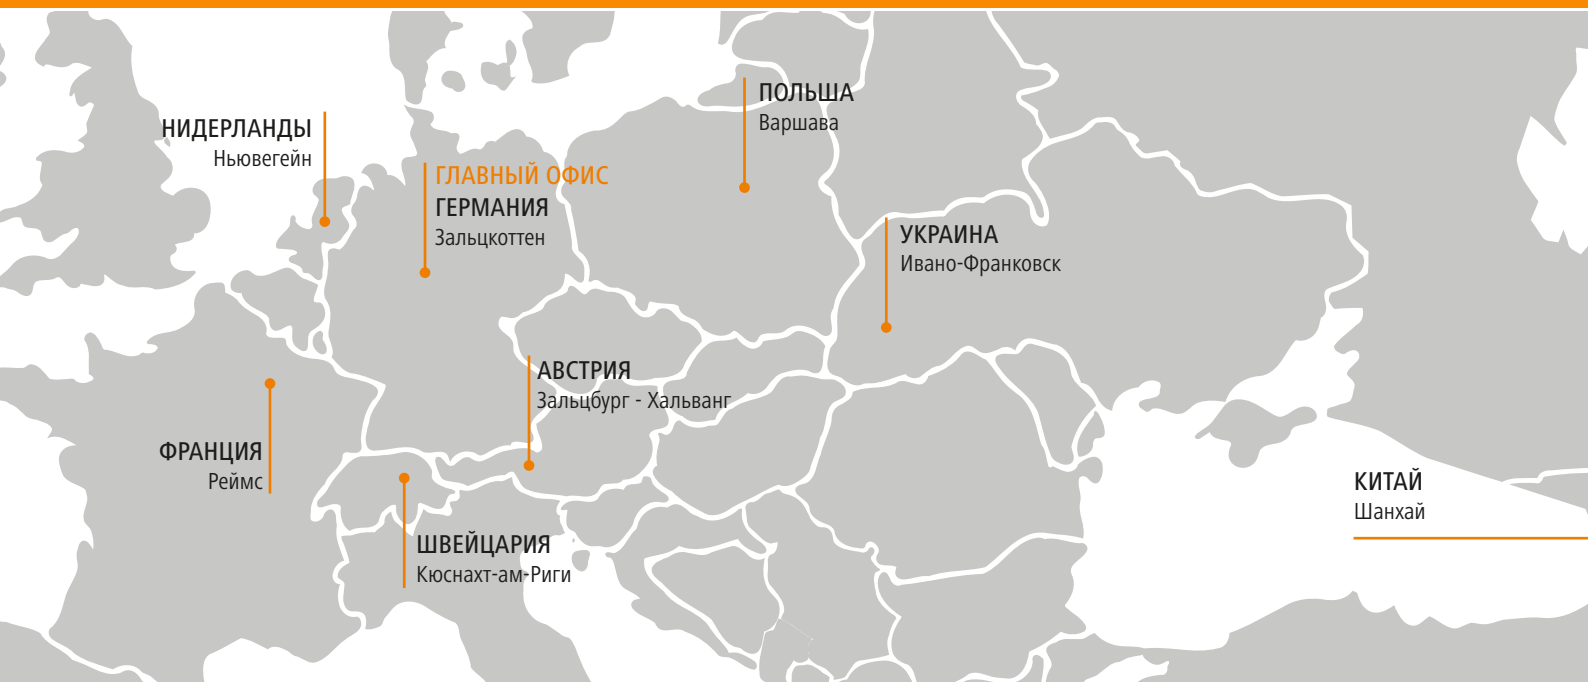 ПОЛЬША
Варшава
НИДЕРЛАНДЫ
Ньювегейн
ГЛАВНЫЙ ОФИС
ГЕРМАНИЯ
Зальцкоттен
УКРАИНА
Ивано-Франковск
АВСТРИЯ
Зальцбург - Хальванг
ФРАНЦИЯ
Реймс
КИТАЙ
Шанхай
ШВЕЙЦАРИЯ
Кюснахт-ам-Риги